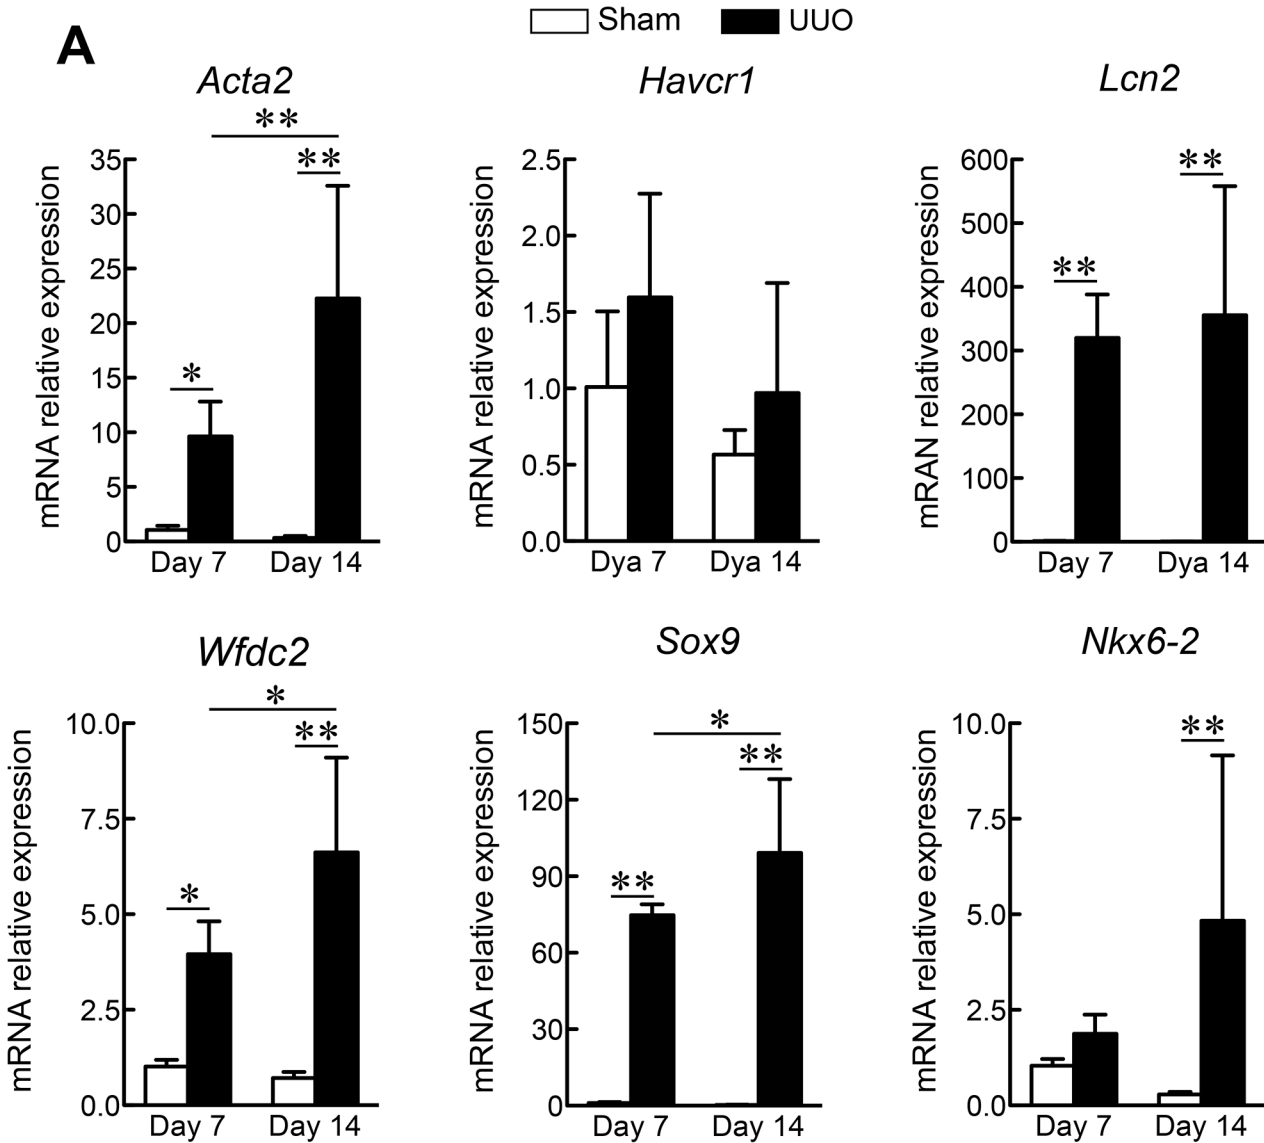 Sham UUO
A
Acta2
**
**
*
mRNA relative expression
35
30
25
20
15
10
5
0
Day 7 Day 14
Havcr1
mRNA relative expression
2.5
2.0
1.5
1.0
0.5
0.0
Dya 7 Dya 14
Lcn2
**
**
mRAN relative expression
600
500
400
300
200
100
0
Day 7 Dya 14
Wfdc2
*
**
*
mRNA relative expression
10.0
7.5
5.0
2.5
0.0
Day 7 Day 14
Sox9
*
**
**
mRNA relative expression
150
120
90
60
30
0
Day 7 Day 14
Nkx6-2
**
mRNA relative expression
10.0
7.5
5.0
2.5
0.0
Day 7 Day 14